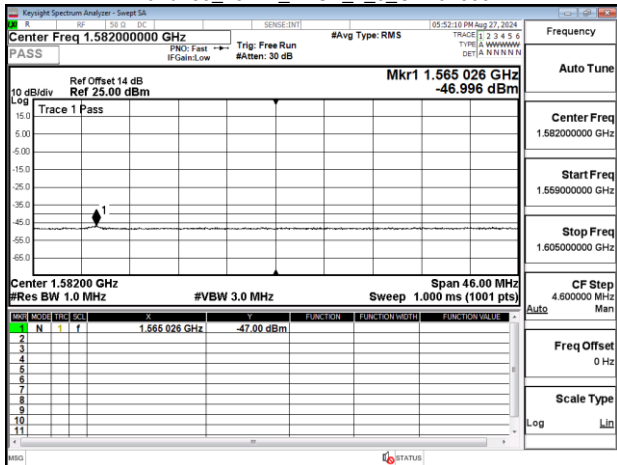 Keysight Spectrum Analyzer - Swept SA
RF 50 Ω DC SENSE:INT 05:52:10 PM Aug 27, 2024
Center Freq 1.582000000 GHz #Avg Type: RMS TRACE 1 2 3 4 5 6
PASS PNO: Fast Trig: Free Run TYPE A WWWWW
IFGain:Low #Atten: 30 dB DET A NNNNN
Ref Offset 14 dB Mkr1 1.565 026 GHz
10 dB/div Ref 25.00 dBm -46.996 dBm
Log
Trace 1 Pass
15.0
5.00
-5.00
-15.0
-25.0
-35.0
1
-45.0
-55.0
-65.0
Center 1.58200 GHz Span 46.00 MHz
#Res BW 1.0 MHz #VBW 3.0 MHz Sweep 1.000 ms (1001 pts)
MKR MODE TRC SCL X Y FUNCTION FUNCTION WIDTH FUNCTION VALUE
1 N 1 f 1.565 026 GHz -47.00 dBm
2
3
4
5
6
7
8
9
10
11
MSG STATUS
Frequency
Auto Tune
Center Freq
1.582000000 GHz
Start Freq
1.559000000 GHz
Stop Freq
1.605000000 GHz
CF Step
4.600000 MHz
Auto Man
Freq Offset
0 Hz
Scale Type
Log Lin